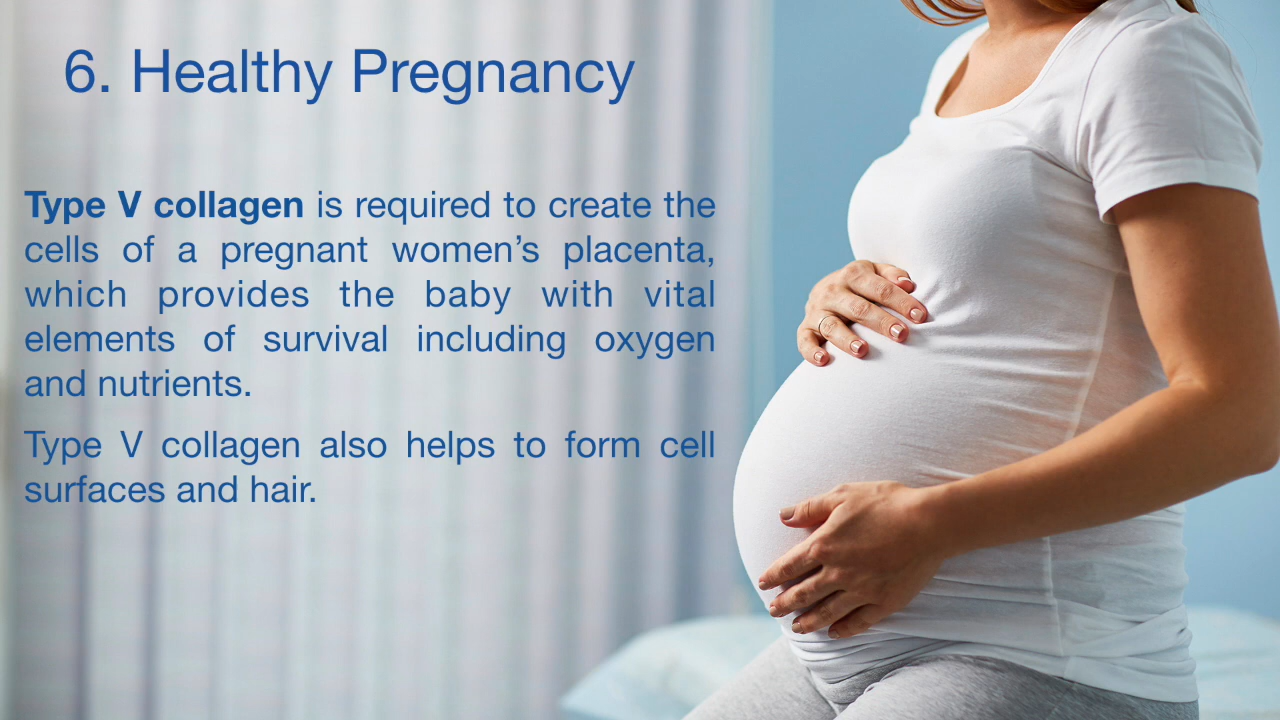 6. Healthy Pregnancy
Type V collagen is required to create the
cells of a pregnant women’s placenta,
which provides the baby with vital
elements of survival including oxygen
and nutrients.
Type V collagen also helps to form cell
surfaces and hair.